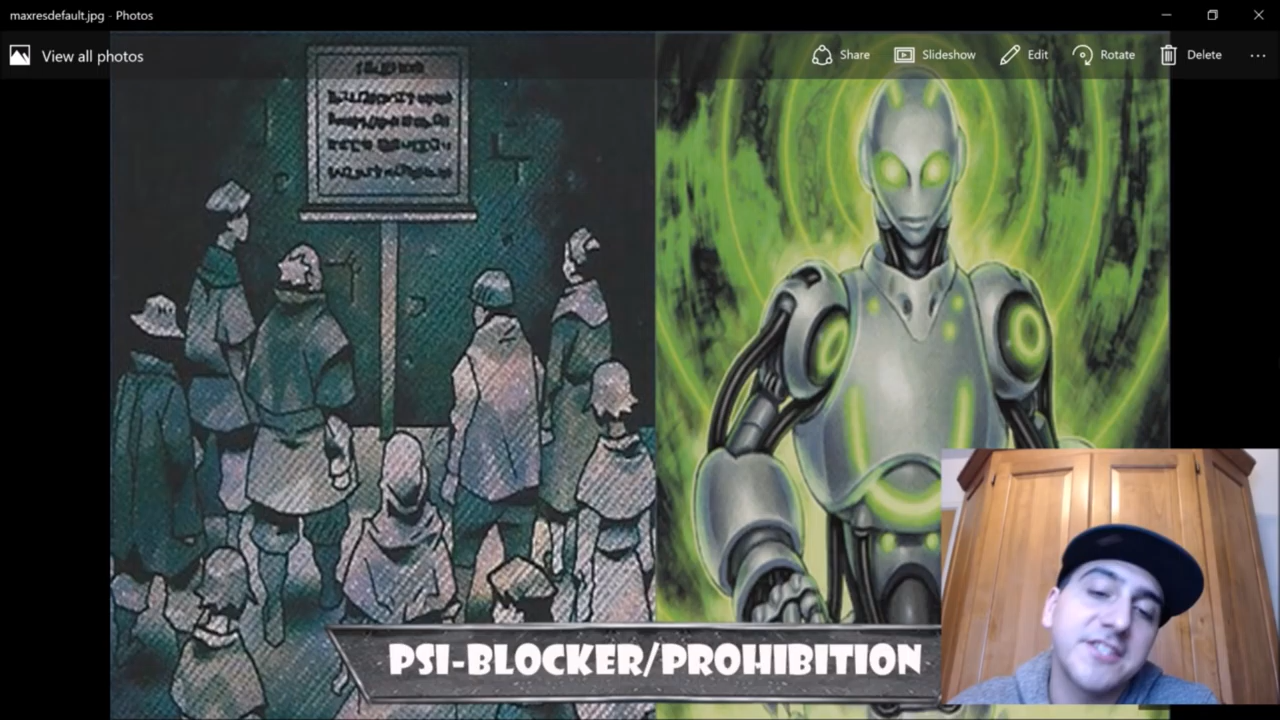 maxresdefault.jpg - Photos
View all photos
Share
Slideshow
Edit
Rotate
Delete
PSI-BLOCKER/PROHIBITION